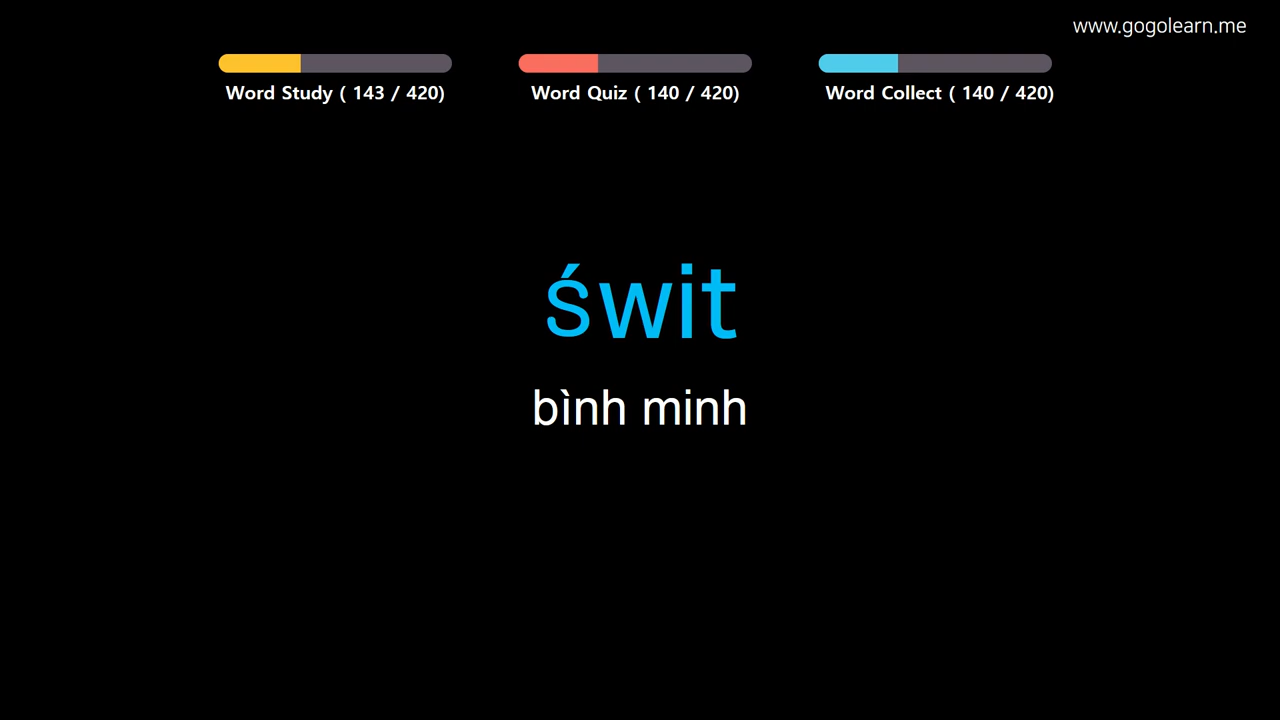 www.gogolearn.me
Word Study ( 143 / 420)
Word Quiz ( 140 / 420)
Word Collect ( 140 / 420)
świt
bình minh